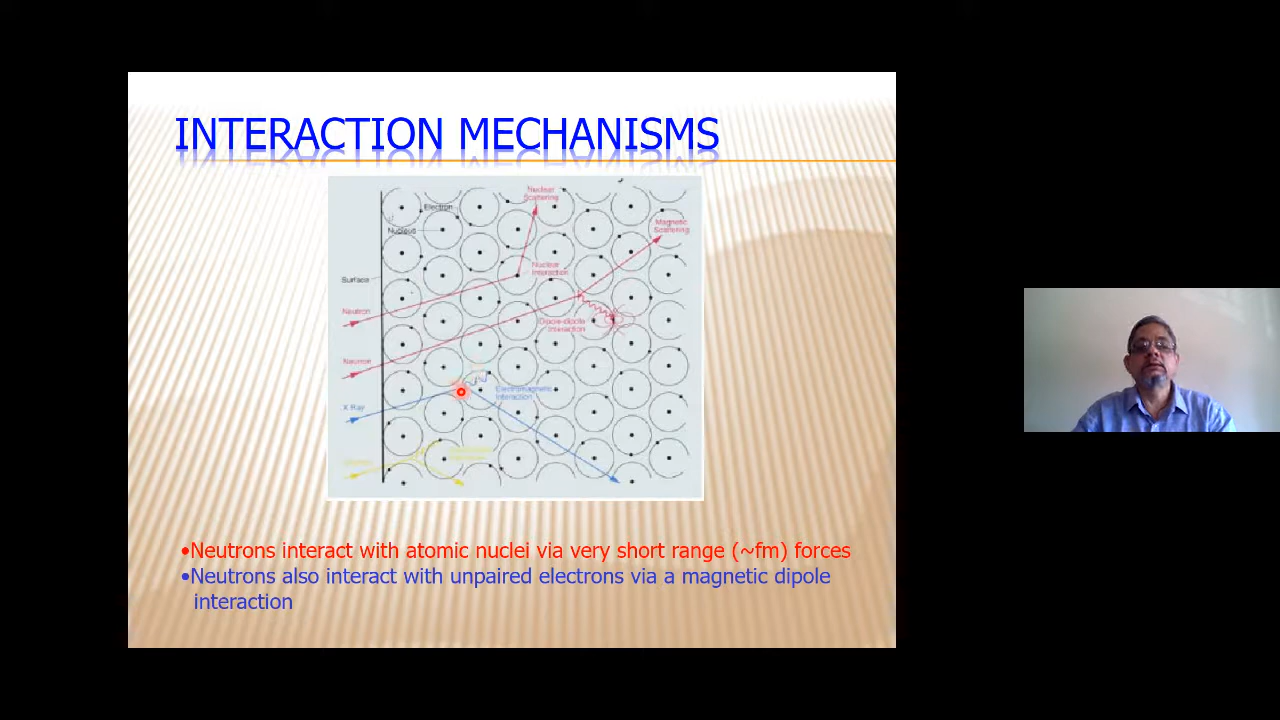 INTERACTION MECHANISMS
Nuclear
Scattering
Electron
Magnetic
Scattering
Nucleus
Nuclear
Interaction
Surface
Neutron
Dipole-dipole
Interaction
Neutron
Electromagnetic
Interaction
X Ray
•Neutrons interact with atomic nuclei via very short range (~fm) forces
•Neutrons also interact with unpaired electrons via a magnetic dipole
interaction